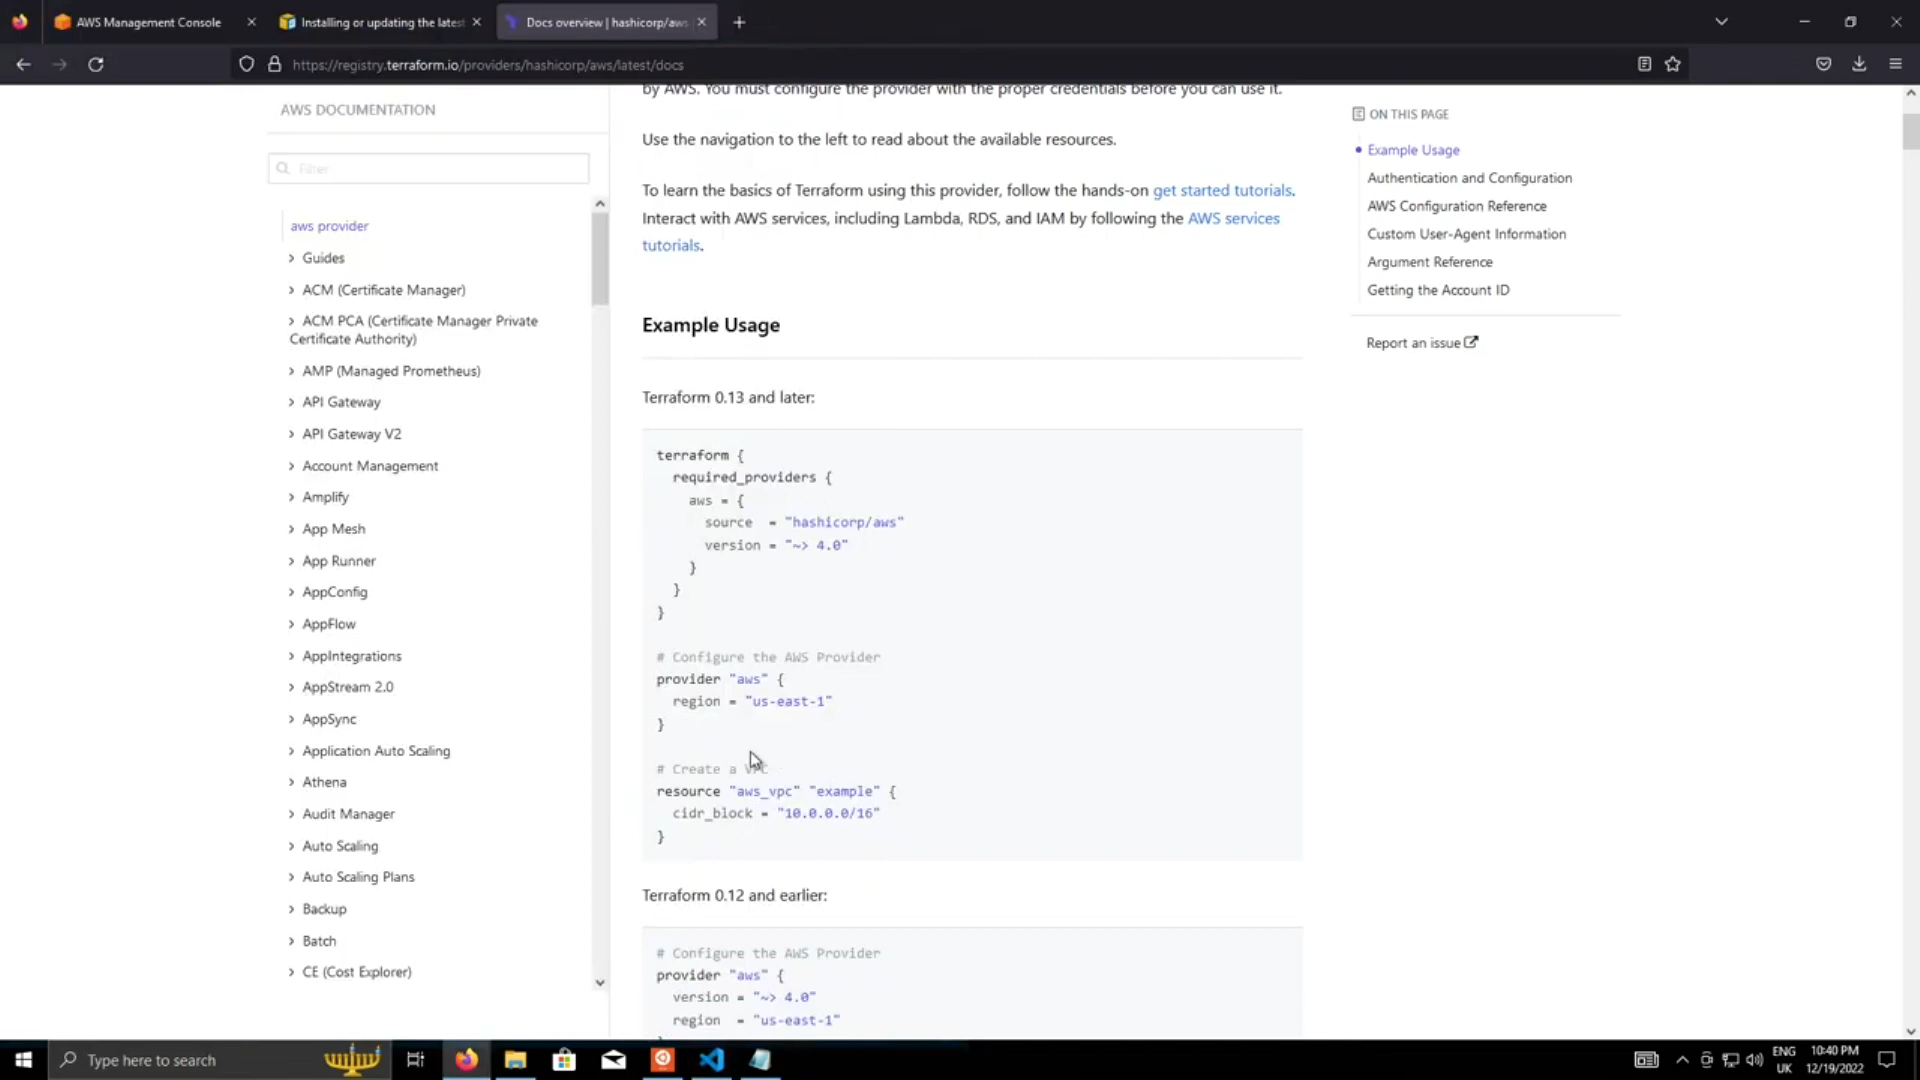 AWS Management Console
Installing or updating the latest
Docs overview | hashicorp/aws
https://registry.terraform.io/providers/hashicorp/aws/latest/docs
AWS DOCUMENTATION
Filter
aws provider
Guides
ACM (Certificate Manager)
ACM PCA (Certificate Manager Private
Certificate Authority)
AMP (Managed Prometheus)
API Gateway
API Gateway V2
Account Management
Amplify
App Mesh
App Runner
AppConfig
AppFlow
AppIntegrations
AppStream 2.0
AppSync
Application Auto Scaling
Athena
Audit Manager
Auto Scaling
Auto Scaling Plans
Backup
Batch
CE (Cost Explorer)
by AWS. You must configure the provider with the proper credentials before you can use it.
Use the navigation to the left to read about the available resources.
To learn the basics of Terraform using this provider, follow the hands-on get started tutorials.
Interact with AWS services, including Lambda, RDS, and IAM by following the AWS services
tutorials.
Example Usage
Terraform 0.13 and later:
terraform {
required_providers {
aws = {
source  = "hashicorp/aws"
version = "~> 4.0"
}
}
}
# Configure the AWS Provider
provider "aws" {
region = "us-east-1"
}
# Create a VPC
resource "aws_vpc" "example" {
cidr_block = "10.0.0.0/16"
}
Terraform 0.12 and earlier:
# Configure the AWS Provider
provider "aws" {
version = "~> 4.0"
region  = "us-east-1"
ON THIS PAGE
Example Usage
Authentication and Configuration
AWS Configuration Reference
Custom User-Agent Information
Argument Reference
Getting the Account ID
Report an issue
Type here to search
ENG
UK
10:40 PM
12/19/2022